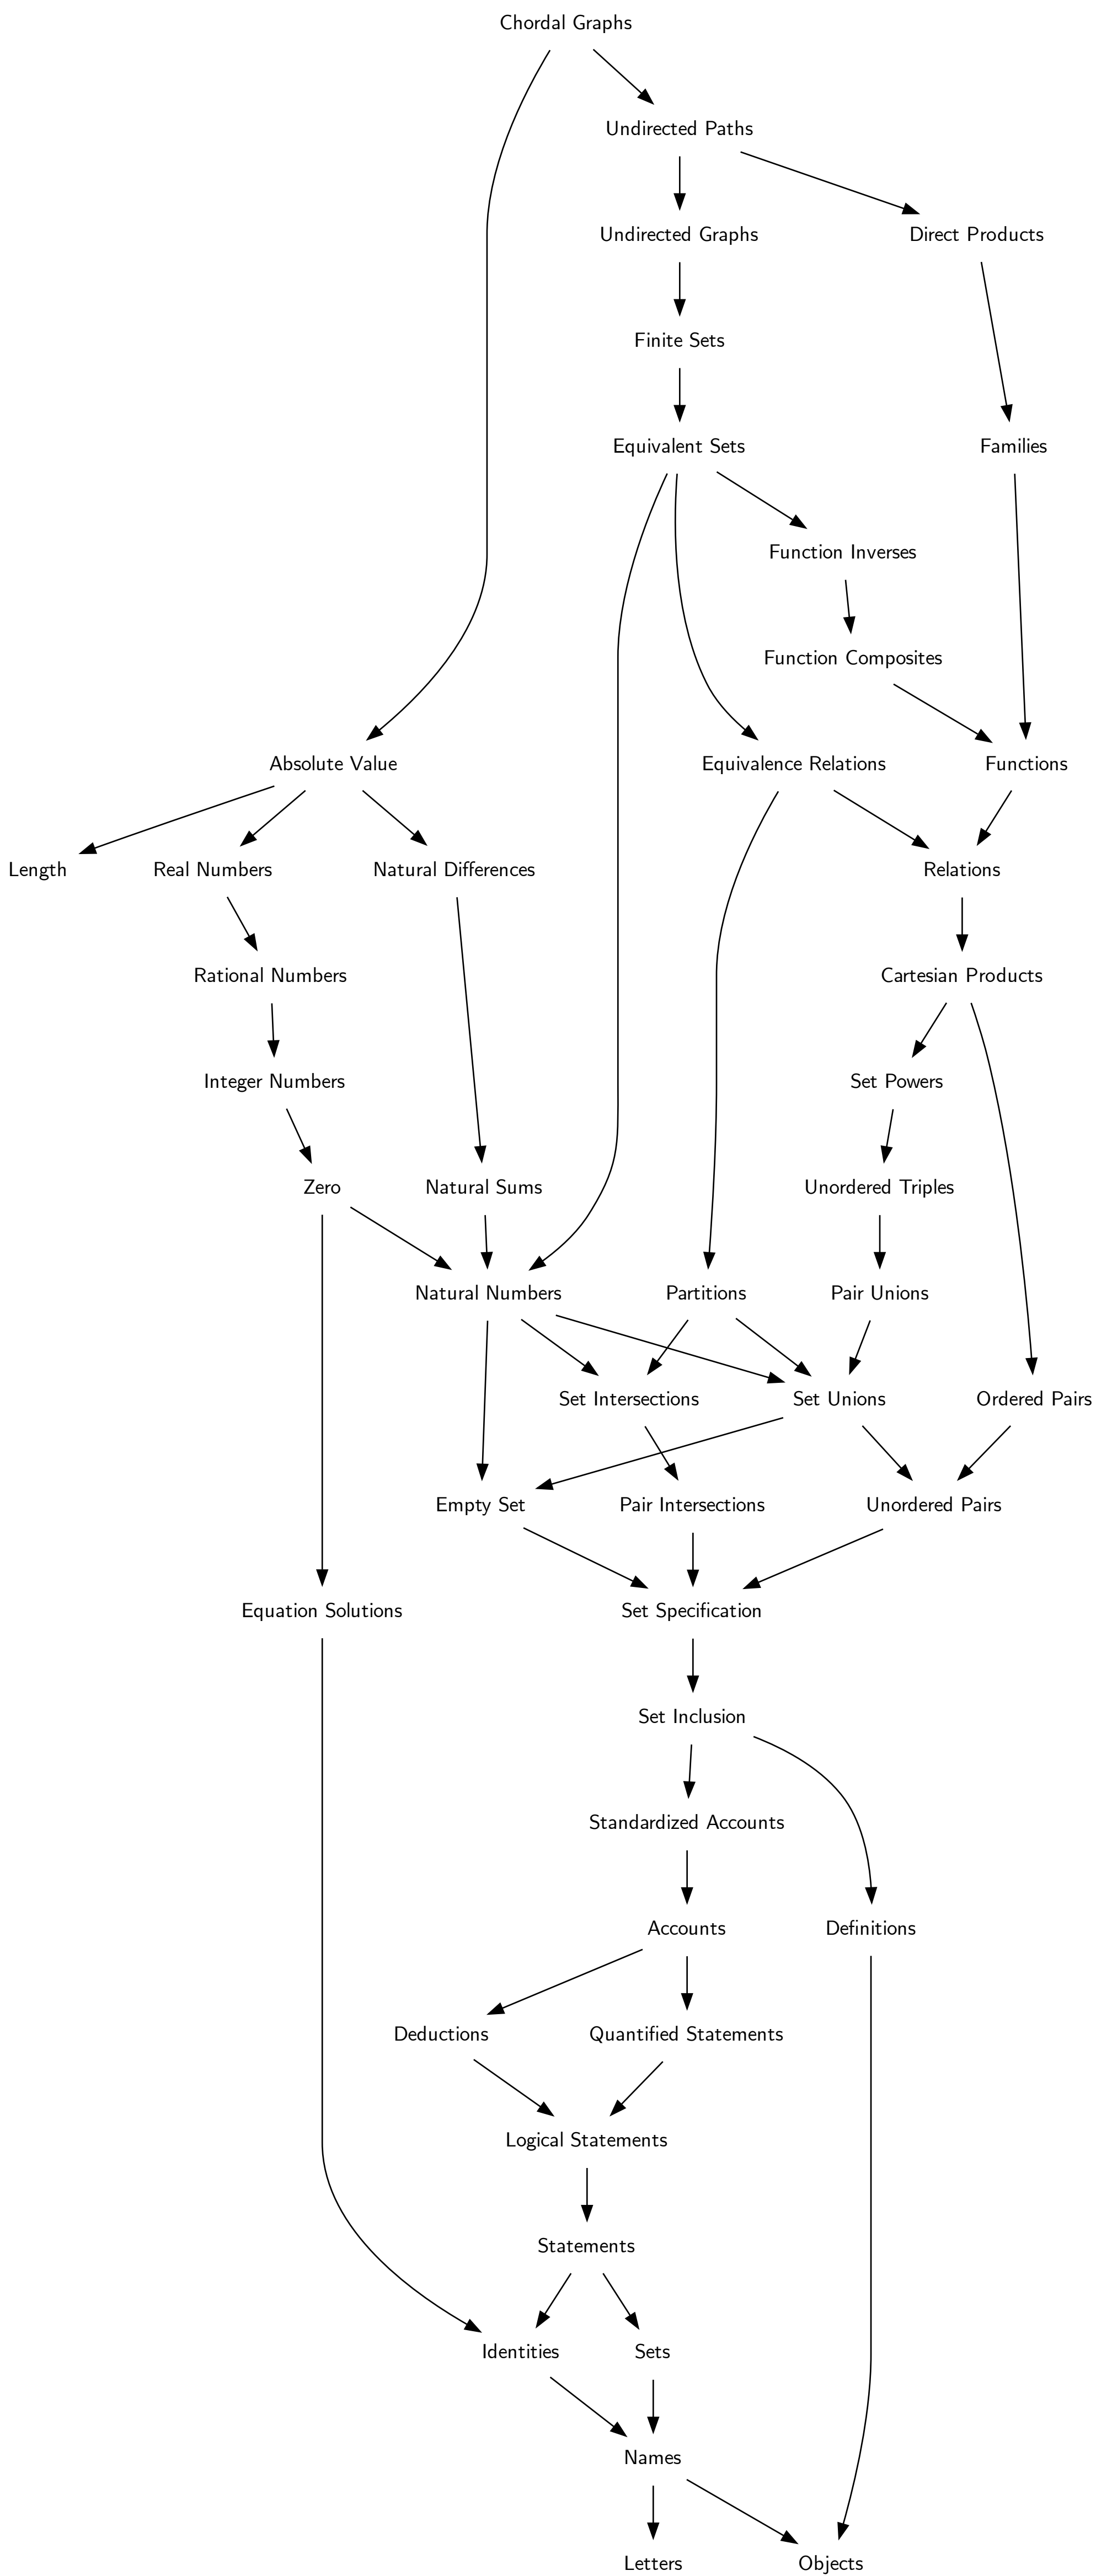 Chordal Graphs
Undirected Paths
Undirected Graphs
Direct Products
Finite Sets
Equivalent Sets
Families
Function Inverses
Function Composites
Absolute Value
Equivalence Relations
Functions
Length
Real Numbers
Natural Differences
Relations
Rational Numbers
Cartesian Products
Integer Numbers
Set Powers
Zero
Natural Sums
Unordered Triples
Natural Numbers
Partitions
Pair Unions
Set Intersections
Set Unions
Ordered Pairs
Empty Set
Pair Intersections
Unordered Pairs
Equation Solutions
Set Specification
Set Inclusion
Standardized Accounts
Accounts
Definitions
Deductions
Quantified Statements
Logical Statements
Statements
Identities
Sets
Names
Letters
Objects